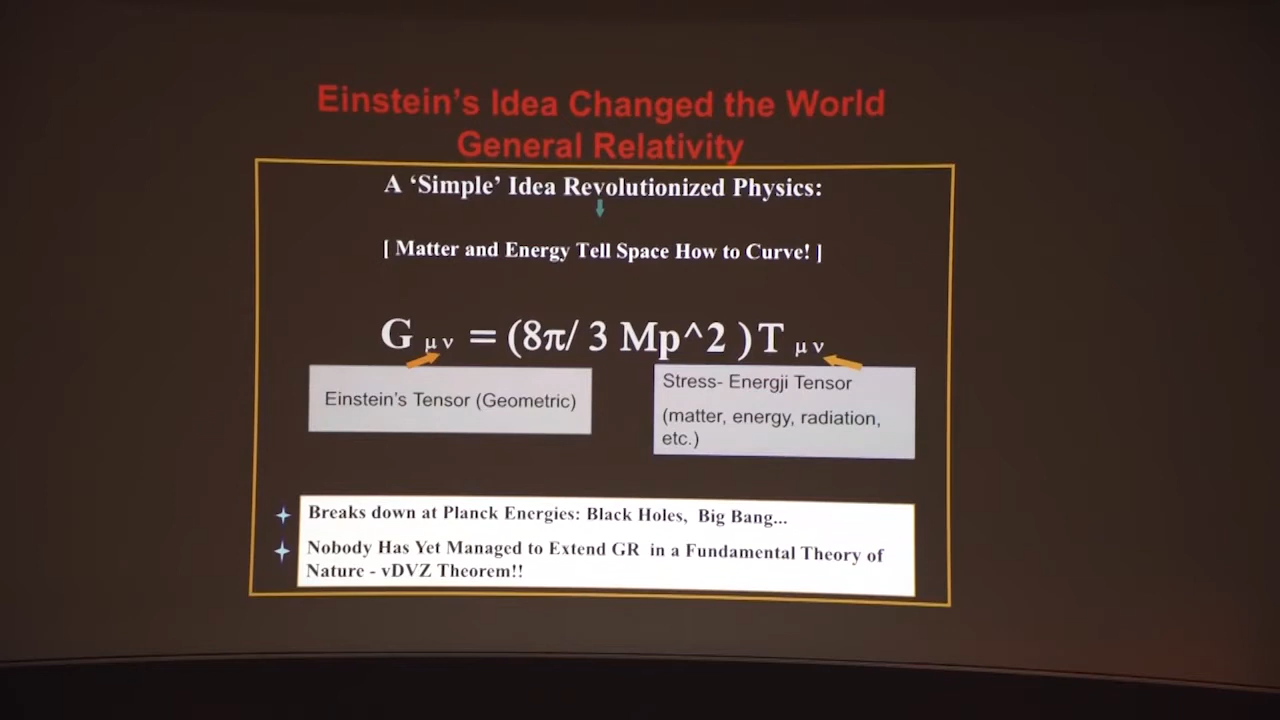 Einstein's Idea Changed the World
General Relativity
A 'Simple' Idea Revolutionized Physics:
[ Matter and Energy Tell Space How to Curve! ]
G μν = (8π/ 3 Mp^2 )T μν
Einstein's Tensor (Geometric)
Stress- Energji Tensor
(matter, energy, radiation,
etc.)
Breaks down at Planck Energies: Black Holes, Big Bang...
Nobody Has Yet Managed to Extend GR in a Fundamental Theory of
Nature - vDVZ Theorem!!